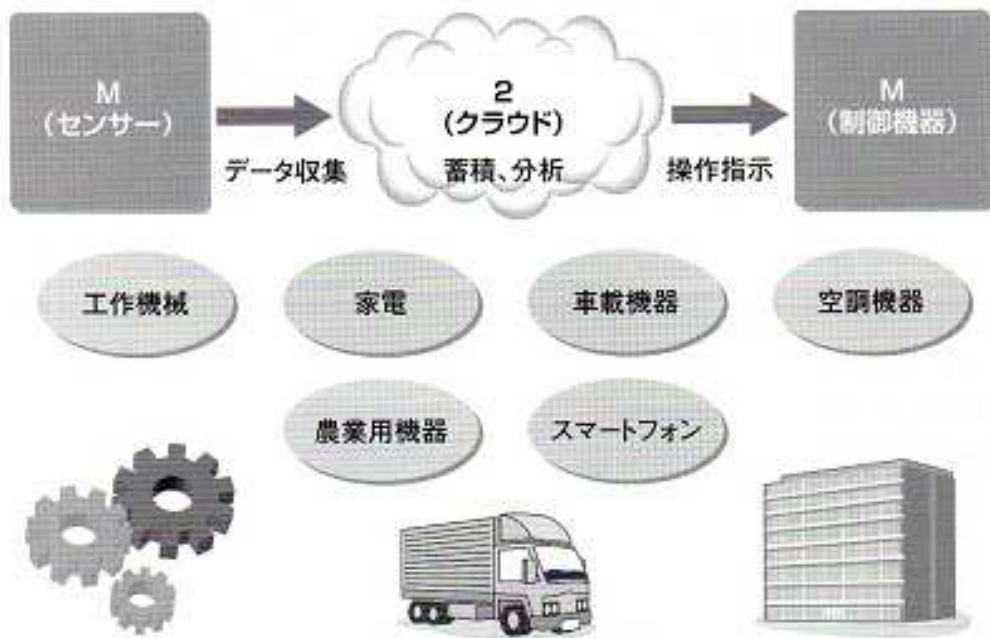 M
(センサー)
データ収集
2
(クラウド)
蓄積、分析
操作指示
M
(制御機器)
工作機械
家電
車載機器
空調機器
農業用機器
スマートフォン